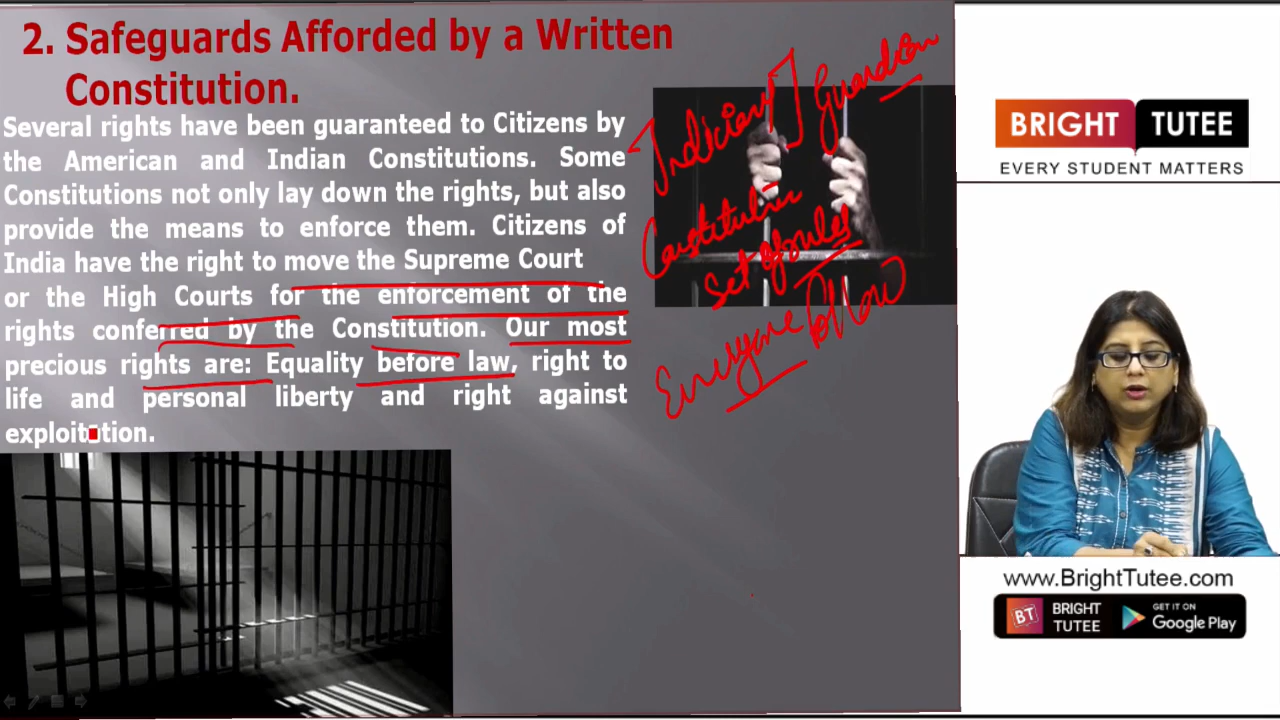 2. Safeguards Afforded by a Written
Constitution.
Several rights have been guaranteed to Citizens by
the American and Indian Constitutions. Some
Constitutions not only lay down the rights, but also
provide the means to enforce them. Citizens of
India have the right to move the Supreme Court
or the High Courts for the enforcement of the
rights conferred by the Constitution. Our most
precious rights are: Equality before law, right to
life and personal liberty and right against
exploitation.
Judiciary
Guardian
Constitution
Set of rules
Everyone follow
BRIGHT TUTEE
EVERY STUDENT MATTERS
www.BrightTutee.com
BT
BRIGHT
TUTEE
GET IT ON
Google Play